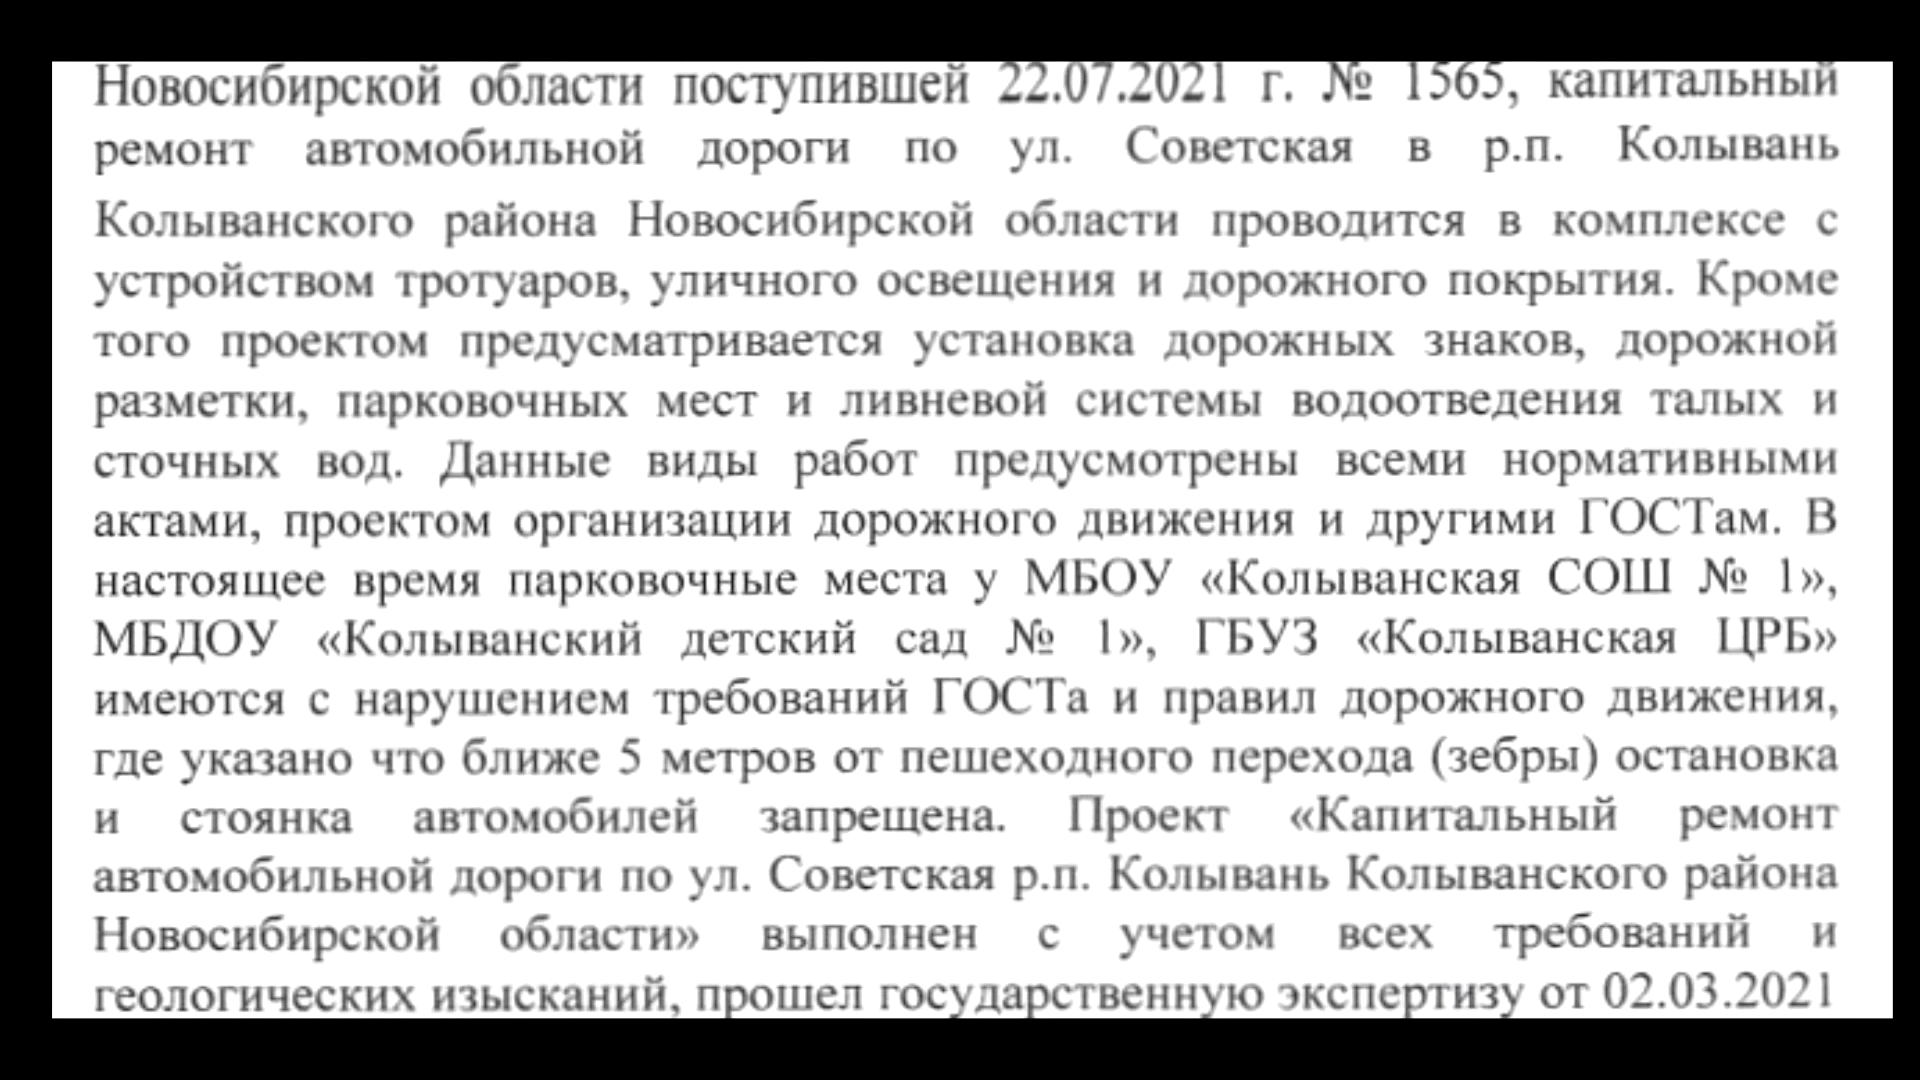 Новосибирской области поступившей 22.07.2021 г. № 1565, капитальный
ремонт автомобильной дороги по ул. Советская в р.п. Колывань
Колыванского района Новосибирской области проводится в комплексе с
устройством тротуаров, уличного освещения и дорожного покрытия. Кроме
того проектом предусматривается установка дорожных знаков, дорожной
разметки, парковочных мест и ливневой системы водоотведения талых и
сточных вод. Данные виды работ предусмотрены всеми нормативными
актами, проектом организации дорожного движения и другими ГОСТам. В
настоящее время парковочные места у МБОУ «Колыванская СОШ № 1»,
МБДОУ «Колыванский детский сад № 1», ГБУЗ «Колыванская ЦРБ»
имеются с нарушением требований ГОСТа и правил дорожного движения,
где указано что ближе 5 метров от пешеходного перехода (зебры) остановка
и стоянка автомобилей запрещена. Проект «Капитальный ремонт
автомобильной дороги по ул. Советская р.п. Колывань Колыванского района
Новосибирской области» выполнен с учетом всех требований и
геологических изысканий, прошел государственную экспертизу от 02.03.2021